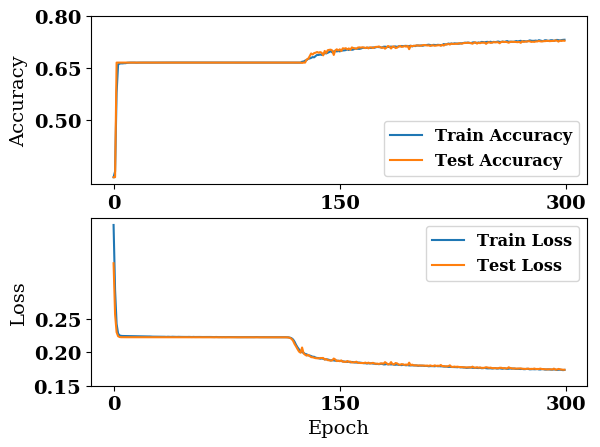 0.80
0.65
0.50
Accuracy
Train Accuracy
Test Accuracy
0 150 300
Train Loss
Test Loss
0.25
0.20
0.15
Loss
0 150 300
Epoch